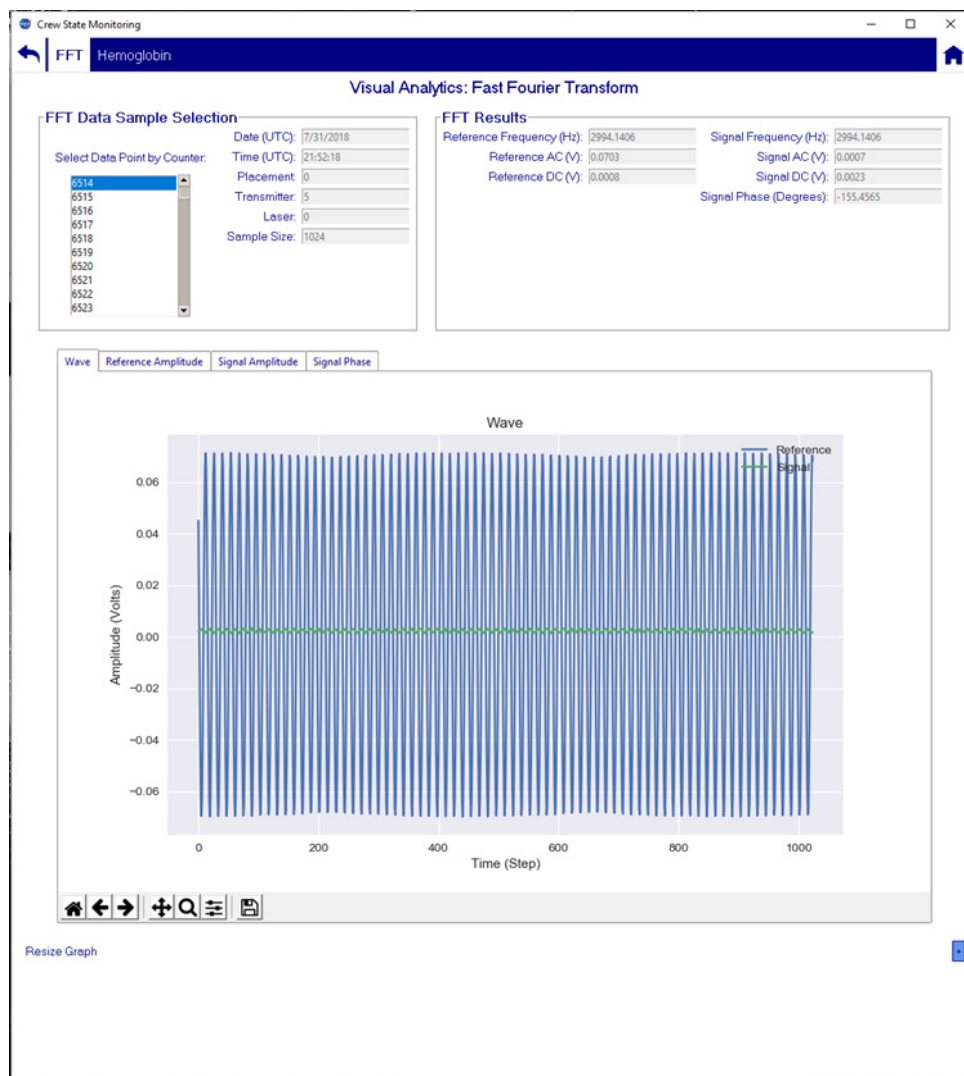 Crew State Monitoring
FFT Hemoglobin
Visual Analytics: Fast Fourier Transform
FFT Data Sample Selection
Select Data Point by Counter:
6514
6515
6516
6517
6518
6519
6520
6521
6522
6523
Date (UTC): 7/31/2018
Time (UTC): 21:52:18
Placement: 0
Transmitter: 5
Laser: 0
Sample Size: 1024
FFT Results
Reference Frequency (Hz): 2994.1406
Reference AC (V): 0.0703
Reference DC (V): 0.0008
Signal Frequency (Hz): 2994.1406
Signal AC (V): 0.0007
Signal DC (V): 0.0023
Signal Phase (Degrees): -155.4565
Wave Reference Amplitude Signal Amplitude Signal Phase
Wave
Reference
Signal
Amplitude (Volts)
0.06
0.04
0.02
0.00
−0.02
−0.04
−0.06
0 200 400 600 800 1000
Time (Step)
Resize Graph